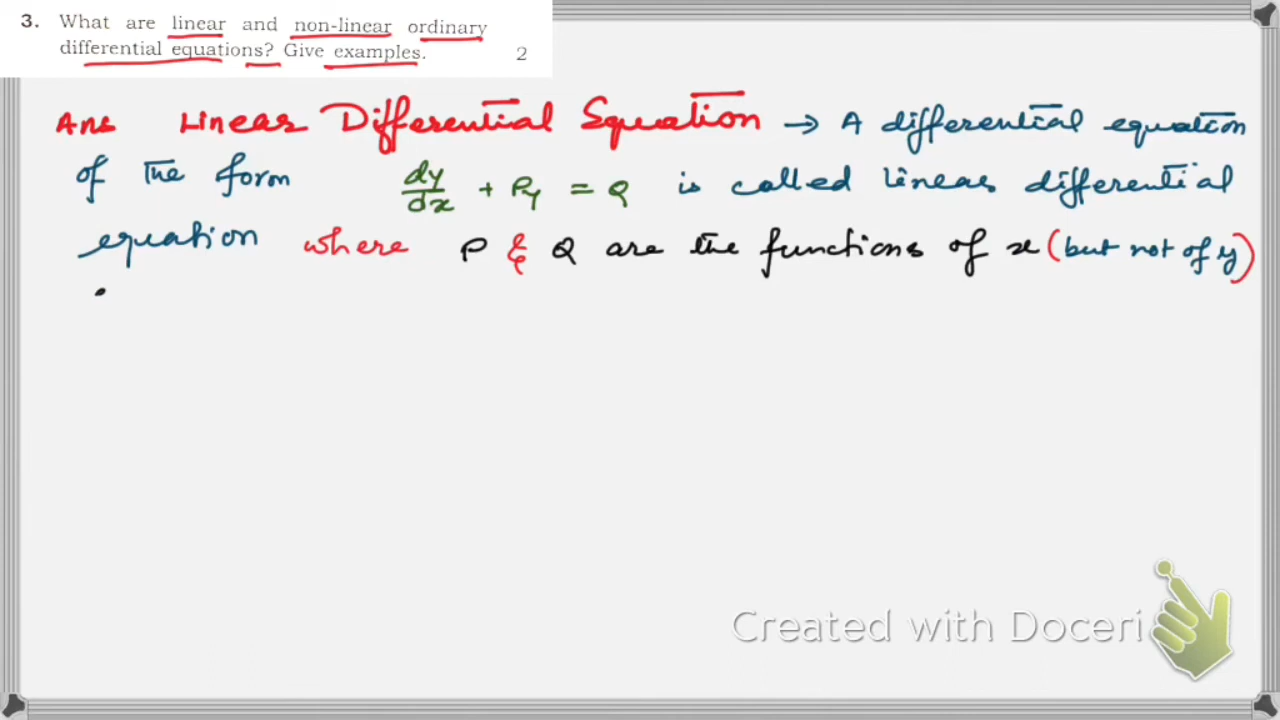 3. What are linear and non-linear ordinary
differential equations? Give examples. 2
Ans Linear Differential Equation → A differential equation
of the form dy/dx + Py = Q is called linear differential
equation where P & Q are the functions of x (but not of y)
Created with Doceri